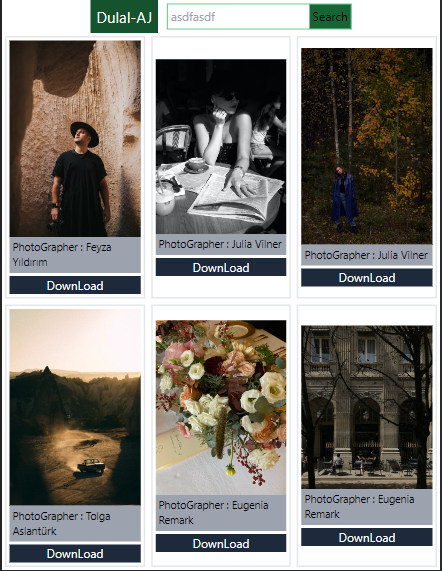 Dulal-AJ
asdfasdf
Search
PhotoGrapher : Feyza
Yıldırım
DownLoad
PhotoGrapher : Julia Vilner
DownLoad
PhotoGrapher : Julia Vilner
DownLoad
PhotoGrapher : Tolga
Aslantürk
DownLoad
PhotoGrapher : Eugenia
Remark
DownLoad
PhotoGrapher : Eugenia
Remark
DownLoad